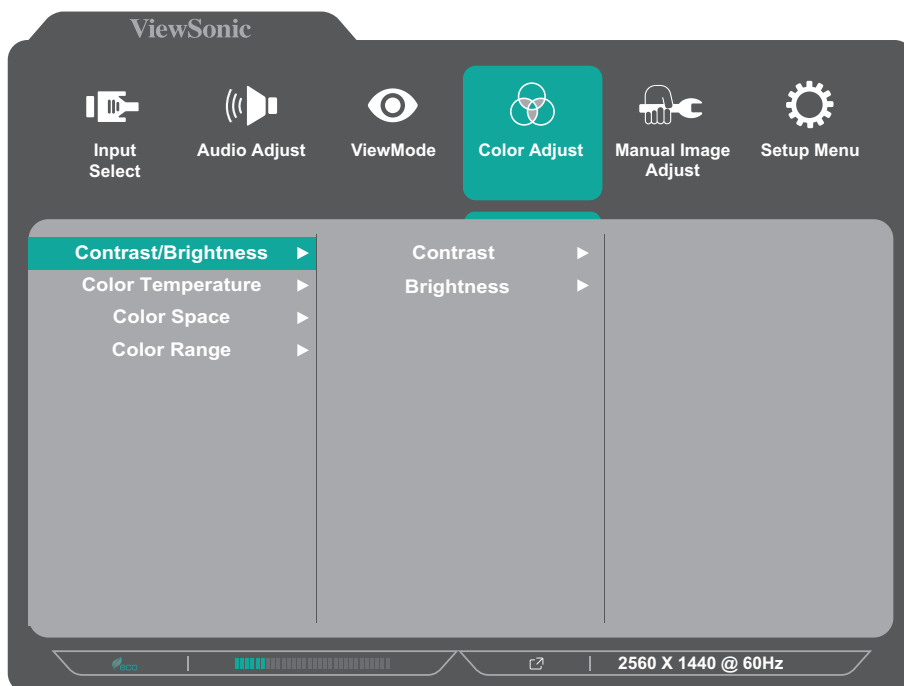 ViewSonic
Input
Select
Audio Adjust
ViewMode
Color Adjust
Manual Image
Adjust
Setup Menu
Contrast/Brightness
Color Temperature
Color Space
Color Range
Contrast
Brightness
eco
2560 X 1440 @ 60Hz